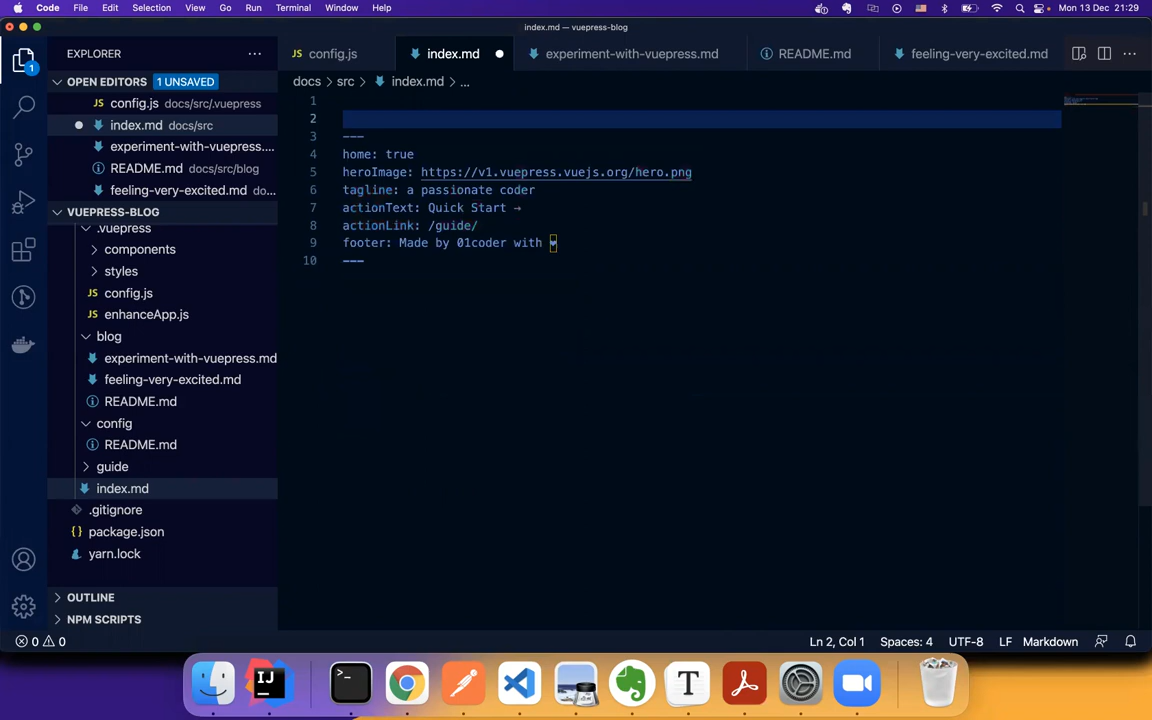 Code File Edit Selection View Go Run Terminal Window Help Mon 13 Dec 21:29
index.md — vuepress-blog
EXPLORER ...
config.js index.md experiment-with-vuepress.md README.md feeling-very-excited.md ...
OPEN EDITORS 1 UNSAVED
docs > src > index.md > ...
config.js docs/src/.vuepress
index.md docs/src
experiment-with-vuepress....
README.md docs/src/blog
feeling-very-excited.md do...
VUEPRESS-BLOG
.vuepress
components
styles
config.js
enhanceApp.js
blog
experiment-with-vuepress.md
feeling-very-excited.md
README.md
config
README.md
guide
index.md
.gitignore
package.json
yarn.lock
OUTLINE
NPM SCRIPTS
1
2
3 ---
4 home: true
5 heroImage: https://v1.vuepress.vuejs.org/hero.png
6 tagline: a passionate coder
7 actionText: Quick Start →
8 actionLink: /guide/
9 footer: Made by 01coder with ❤
10 ---
1
0 0 Ln 2, Col 1 Spaces: 4 UTF-8 LF Markdown
IJ >_ T